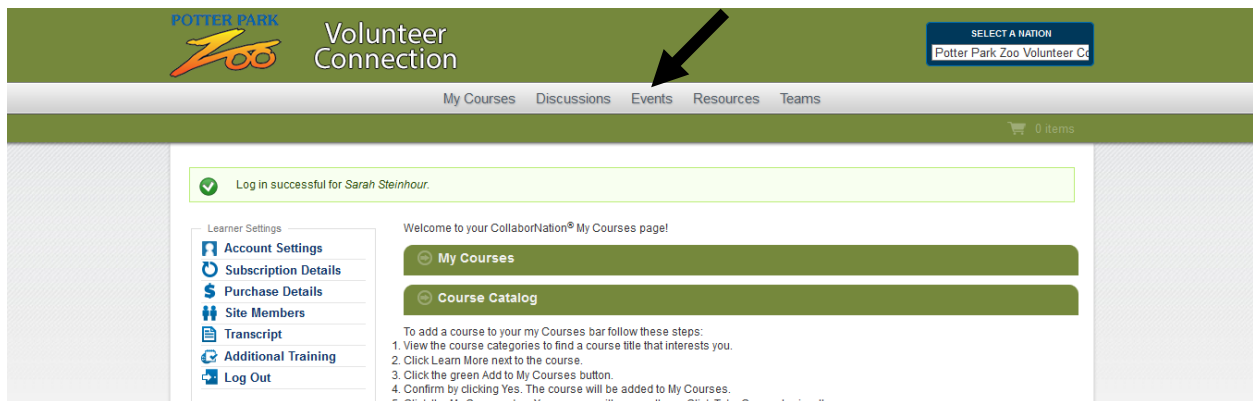 POTTER PARK
Zoo
Volunteer
Connection
SELECT A NATION
Potter Park Zoo Volunteer Co
My Courses Discussions Events Resources Teams
0 items
Log in successful for Sarah Steinhour.
Learner Settings
Account Settings
Subscription Details
Purchase Details
Site Members
Transcript
Additional Training
Log Out
Welcome to your CollaborNation® My Courses page!
My Courses
Course Catalog
To add a course to your my Courses bar follow these steps:
1. View the course categories to find a course title that interests you.
2. Click Learn More next to the course.
3. Click the green Add to My Courses button.
4. Confirm by clicking Yes. The course will be added to My Courses.